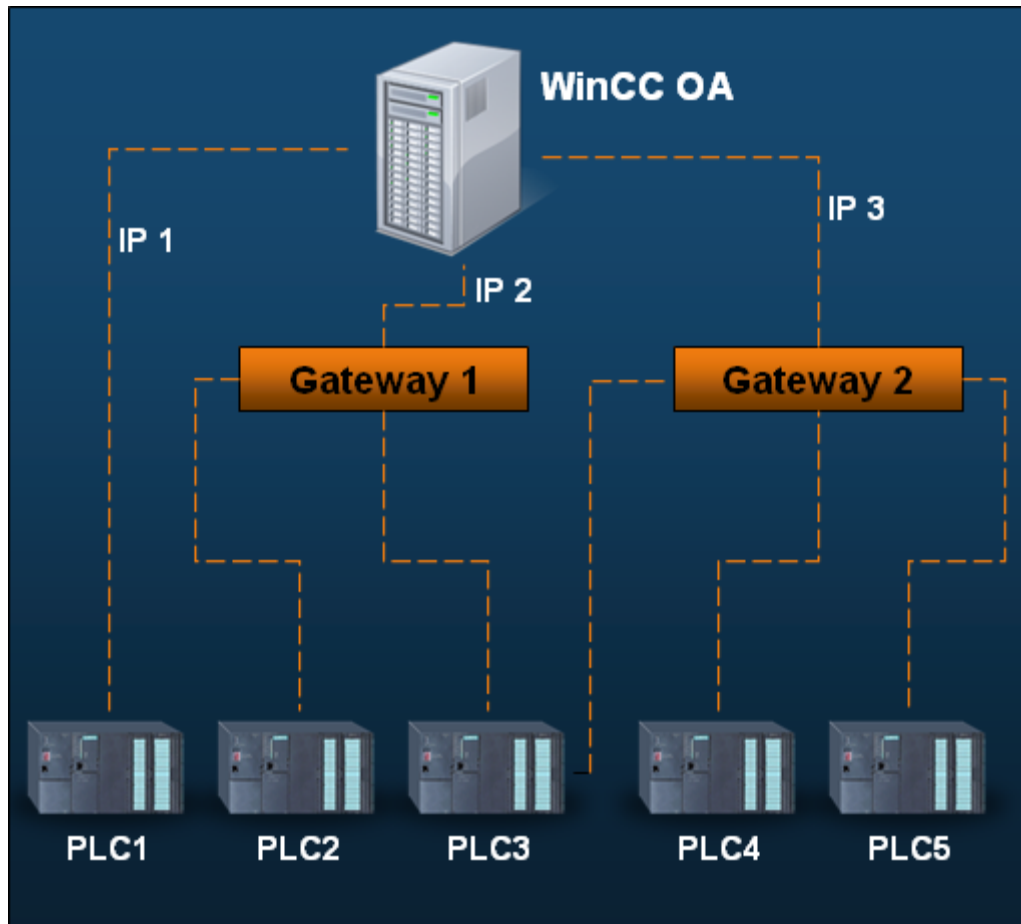 WinCC OA
IP 1
IP 2
IP 3
Gateway 1
Gateway 2
PLC1
PLC2
PLC3
PLC4
PLC5